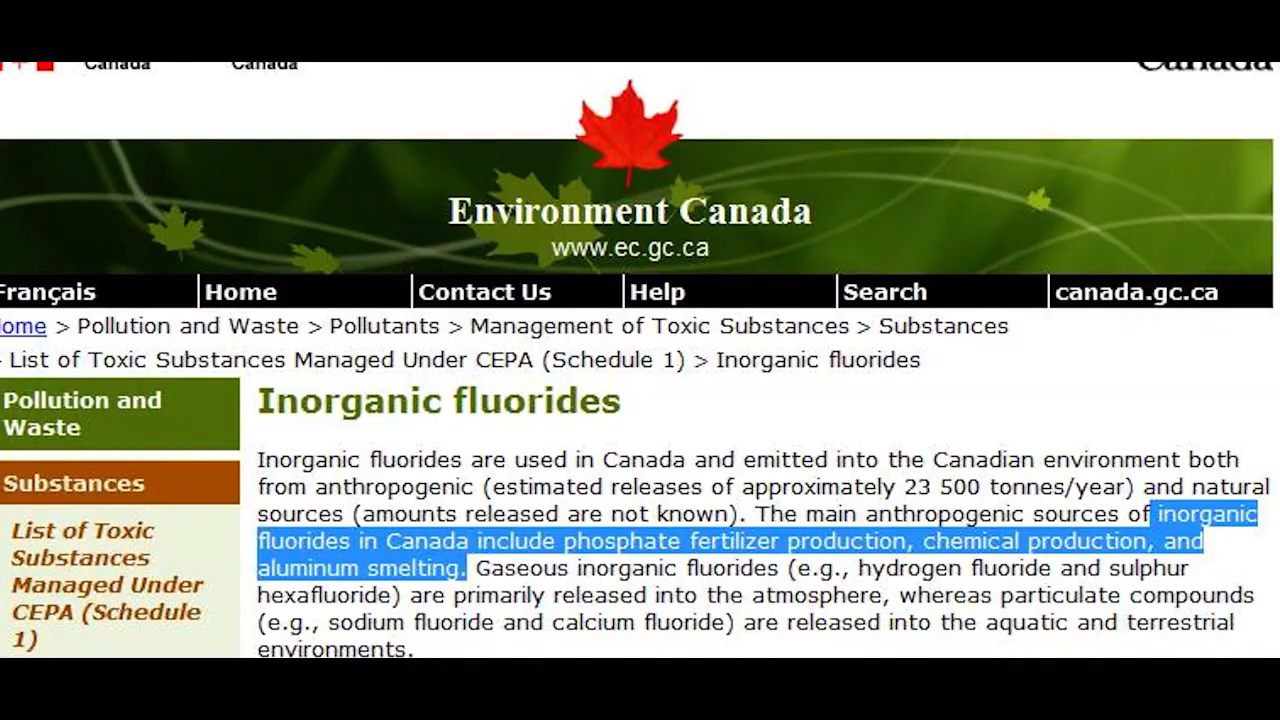 Canada Canada Canada
Environment Canada
www.ec.gc.ca
Français Home Contact Us Help Search canada.gc.ca
Home > Pollution and Waste > Pollutants > Management of Toxic Substances > Substances
> List of Toxic Substances Managed Under CEPA (Schedule 1) > Inorganic fluorides
Pollution and
Waste
Substances
List of Toxic
Substances
Managed Under
CEPA (Schedule
1)
Inorganic fluorides
Inorganic fluorides are used in Canada and emitted into the Canadian environment both
from anthropogenic (estimated releases of approximately 23 500 tonnes/year) and natural
sources (amounts released are not known). The main anthropogenic sources of inorganic
fluorides in Canada include phosphate fertilizer production, chemical production, and
aluminum smelting. Gaseous inorganic fluorides (e.g., hydrogen fluoride and sulphur
hexafluoride) are primarily released into the atmosphere, whereas particulate compounds
(e.g., sodium fluoride and calcium fluoride) are released into the aquatic and terrestrial
environments.